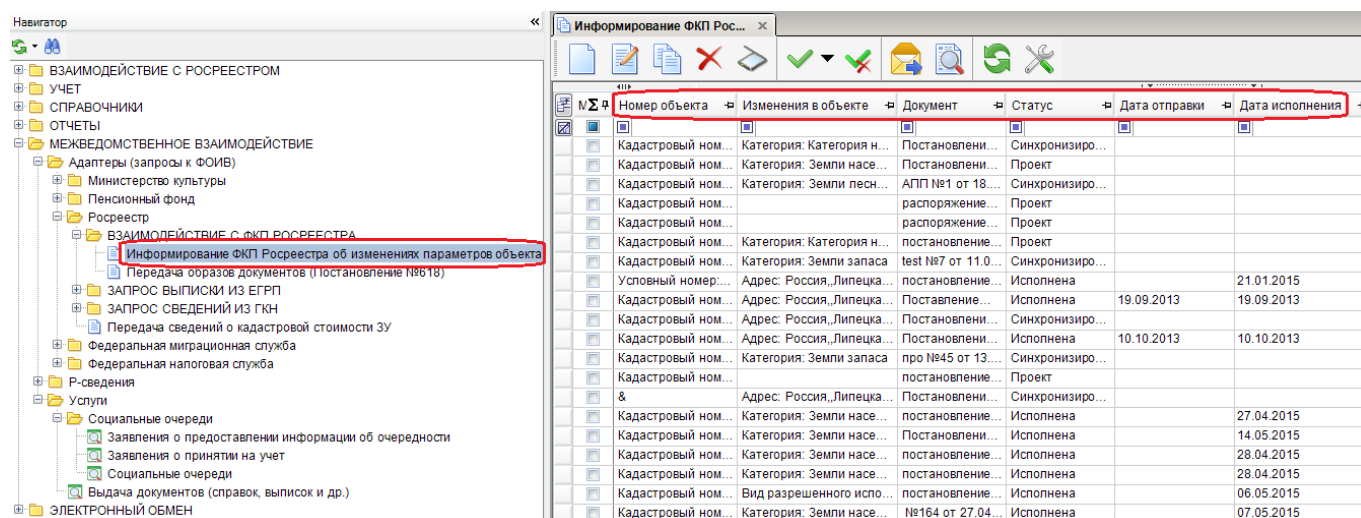 Навигатор
ВЗАИМОДЕЙСТВИЕ С РОСРЕЕСТРОМ
УЧЕТ
СПРАВОЧНИКИ
ОТЧЕТЫ
МЕЖВЕДОМСТВЕННОЕ ВЗАИМОДЕЙСТВИЕ
Адаптеры (запросы к ФОИВ)
Министерство культуры
Пенсионный фонд
Росреестр
ВЗАИМОДЕЙСТВИЕ С ФКП РОСРЕЕСТРА
Информирование ФКП Росреестра об изменениях параметров объекта
Передача образов документов (Постановление №618)
ЗАПРОС ВЫПИСКИ ИЗ ЕГРП
ЗАПРОС СВЕДЕНИЙ ИЗ ГКН
Передача сведений о кадастровой стоимости ЗУ
Федеральная миграционная служба
Федеральная налоговая служба
Р-сведения
Услуги
Социальные очереди
Заявления о предоставлении информации об очередности
Заявления о принятии на учет
Социальные очереди
Выдача документов (справок, выписок и др.)
ЭЛЕКТРОННЫЙ ОБМЕН
Информирование ФКП Рос...
Номер объекта Изменения в объекте Документ Статус Дата отправки Дата исполнения
Кадастровый ном... Категория: Категория н... Постановлени... Синхронизиро...
Кадастровый ном... Категория: Земли насе... Постановлени... Проект
Кадастровый ном... Категория: Земли лесн... АПП №1 от 18.... Синхронизиро...
Кадастровый ном... распоряжение... Проект
Кадастровый ном... распоряжение... Проект
Кадастровый ном... Категория: Категория н... постановление... Проект
Кадастровый ном... Категория: Земли запаса test №7 от 11.0... Синхронизиро...
Условный номер:... Адрес: Россия,,Липецка... постановление... Исполнена 21.01.2015
Кадастровый ном... Адрес: Россия,,Липецка... Поставление... Исполнена 19.09.2013 19.09.2013
Кадастровый ном... Адрес: Россия,,Липецка... Постановлени... Синхронизиро...
Кадастровый ном... Адрес: Россия,,Липецка... Постановлени... Исполнена 10.10.2013 10.10.2013
Кадастровый ном... Категория: Земли запаса про №45 от 13.... Синхронизиро...
Кадастровый ном... постановление... Проект
& Адрес: Россия,,Липецка... Постановлени... Синхронизиро...
Кадастровый ном... Категория: Земли насе... постановление... Исполнена 27.04.2015
Кадастровый ном... Категория: Земли насе... Постановлени... Исполнена 14.05.2015
Кадастровый ном... Категория: Земли насе... постановление... Исполнена 28.04.2015
Кадастровый ном... Категория: Земли насе... постановление... Исполнена 28.04.2015
Кадастровый ном... Вид разрешенного испо... постановление... Исполнена 06.05.2015
Кадастровый ном... Категория: Земли насе... №164 от 27.04... Исполнена 07.05.2015